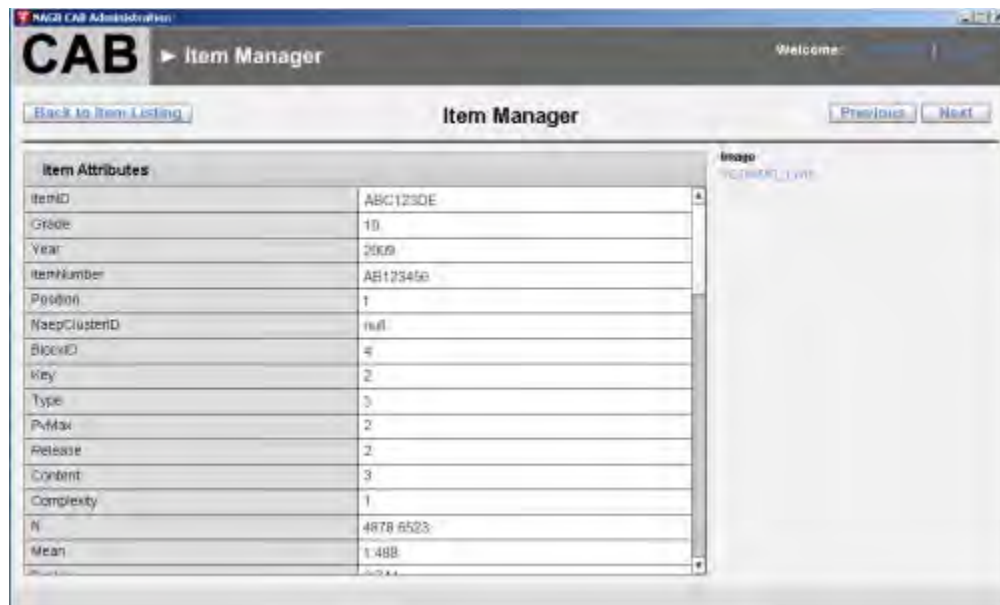 NAGB CAB Administration
CAB ► Item Manager Welcome: |
Back to Item Listing Item Manager Previous Next
Item Attributes
Image
ItemID ABC123DE
Grade
Year 2009
ItemNumber AB123456
Position 1
NaepClusterID null
BlockID 4
Key 2
Type 3
PvMax 2
Release 2
Content 3
Complexity 1
N 4878.6523
Mean 1.488